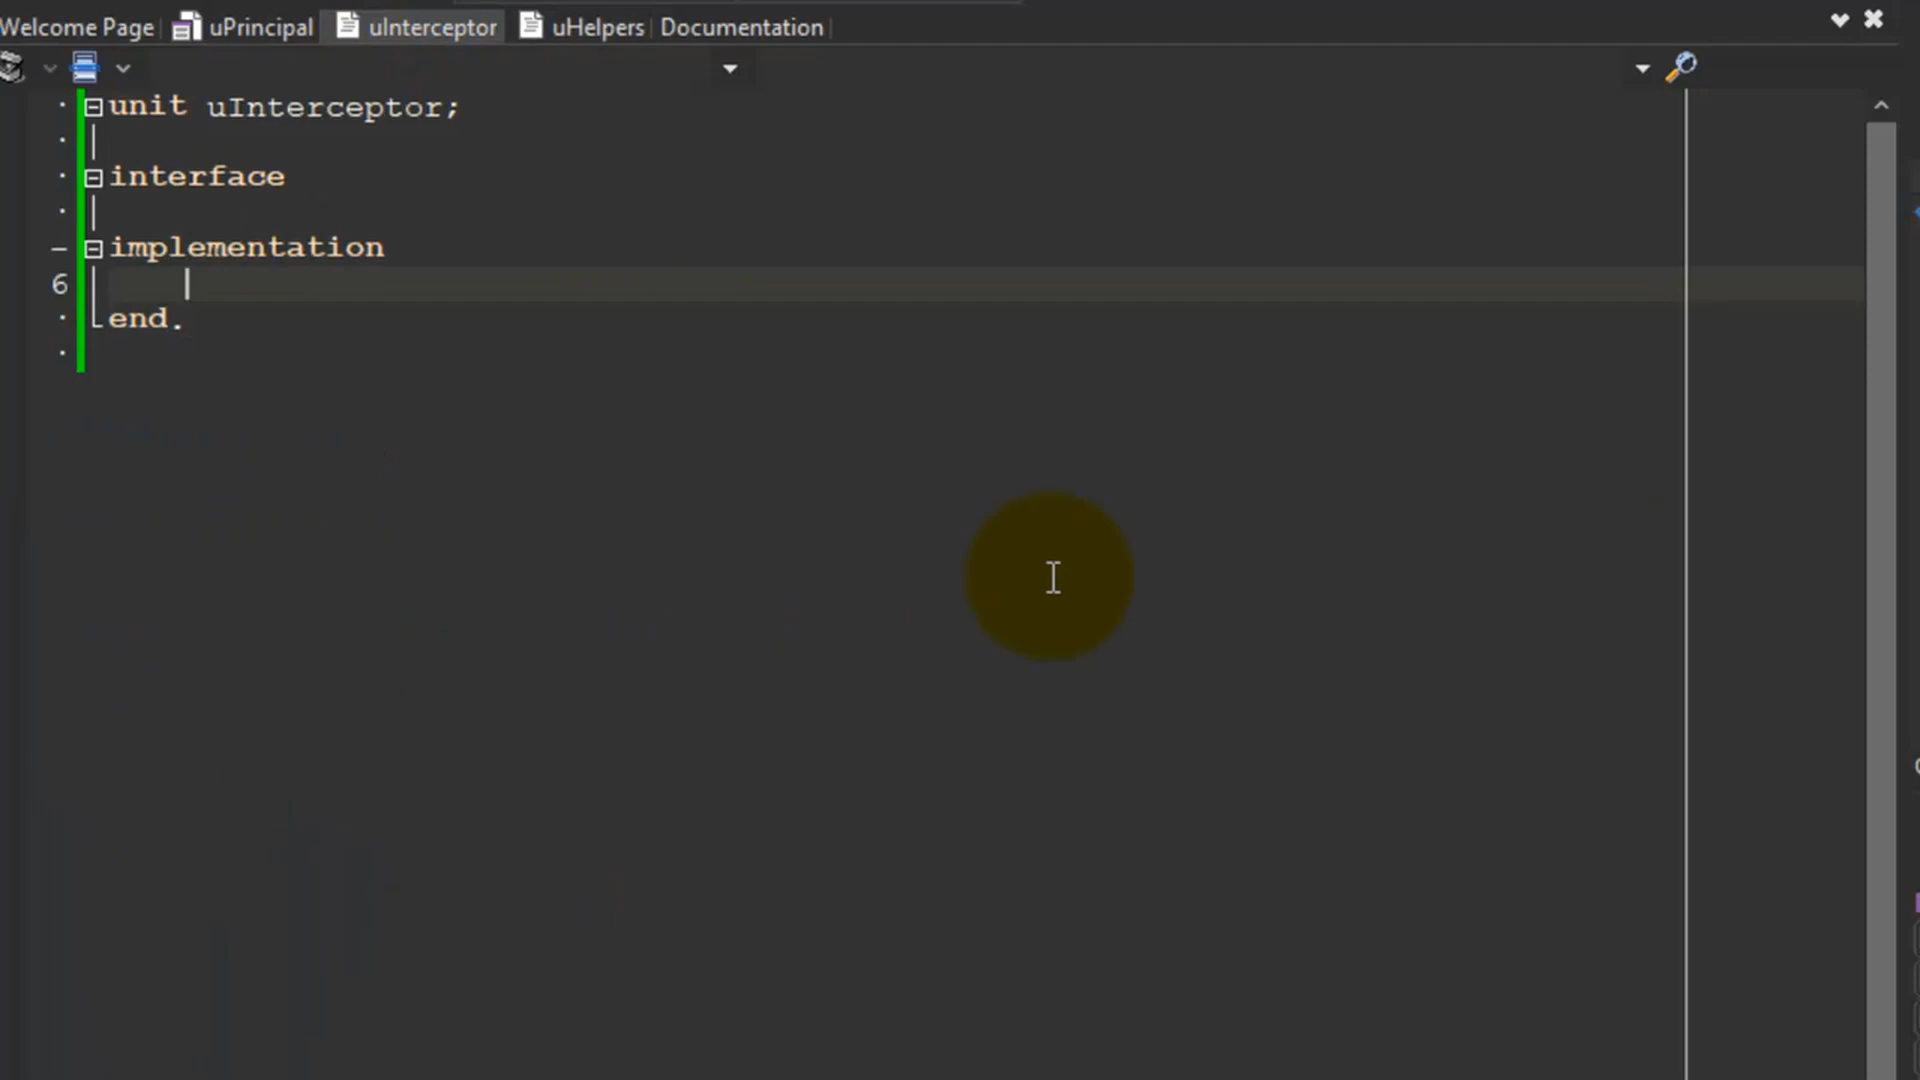 Welcome Page uPrincipal uInterceptor uHelpers Documentation
unit uInterceptor;
interface
implementation
6
end.